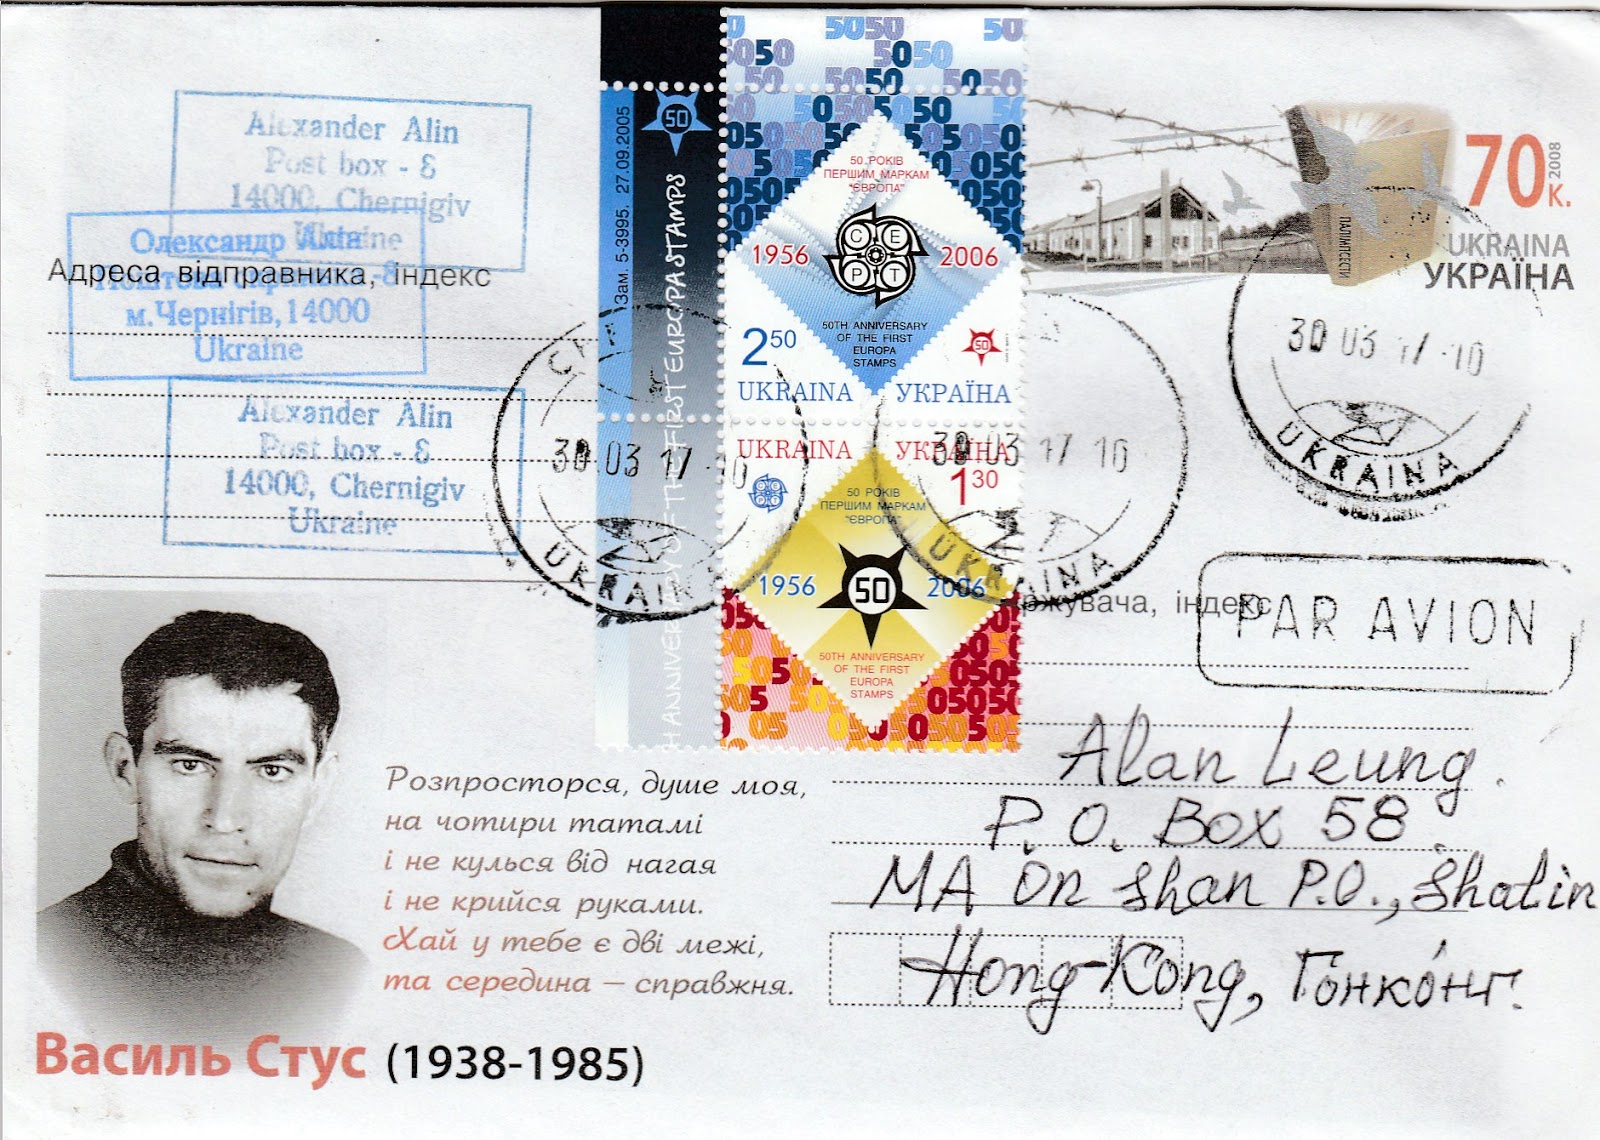 Alexander Alin
Post box - 8
14000, Chernigiv
Ukraine
Олександр Алін
м. Чернігів, 14000
Ukraine
Адреса відправника, індекс
Alexander Alin
Post box - 8
14000, Chernigiv
Ukraine
Зам. 5-3995. 27.09.2005
50
ANNIVERSARY OF THE FIRST EUROPA STAMPS
50 РОКІВ
ПЕРШИМ МАРКАМ
"ЄВРОПА"
1956 CEPT 2006
50TH ANNIVERSARY
OF THE FIRST
EUROPA
STAMPS
2 50
50
UKRAINA УКРАЇНА
UKRAINA УКРАЇНА
1 30
CEPT
50 РОКІВ
ПЕРШИМ МАРКАМ
"ЄВРОПА"
1956 50 2006
50TH ANNIVERSARY
OF THE FIRST
EUROPA
STAMPS
ПАЛІМПСЕСТИ
70 к.
2008
UKRAINA
УКРАЇНА
30 03 17 10
UKRAINA
30 03 17 10
UKRAINA
30 03 17 10
UKRAINA
індекс
PAR AVION
Alan Leung.
P.O. Box 58
MA On Shan P.O., Shatin
Hong-Kong, Гонконг.
Розпросторся, душе моя,
на чотири татамі
і не кулься від нагая
і не крийся руками.
Хай у тебе є дві межі,
та середина – справжня.
Василь Стус (1938-1985)